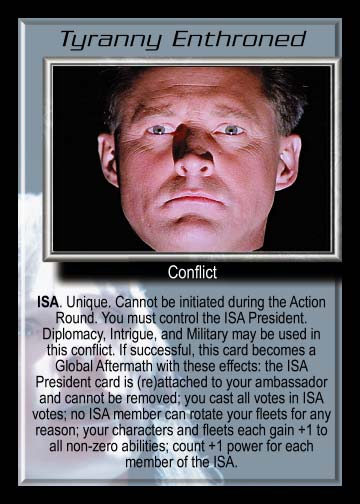 Tyranny Enthroned
Conflict
ISA. Unique. Cannot be initiated during the Action
Round. You must control the ISA President.
Diplomacy, Intrigue, and Military may be used in
this conflict. If successful, this card becomes a
Global Aftermath with these effects: the ISA
President card is (re)attached to your ambassador
and cannot be removed; you cast all votes in ISA
votes; no ISA member can rotate your fleets for any
reason; your characters and fleets each gain +1 to
all non-zero abilities; count +1 power for each
member of the ISA.